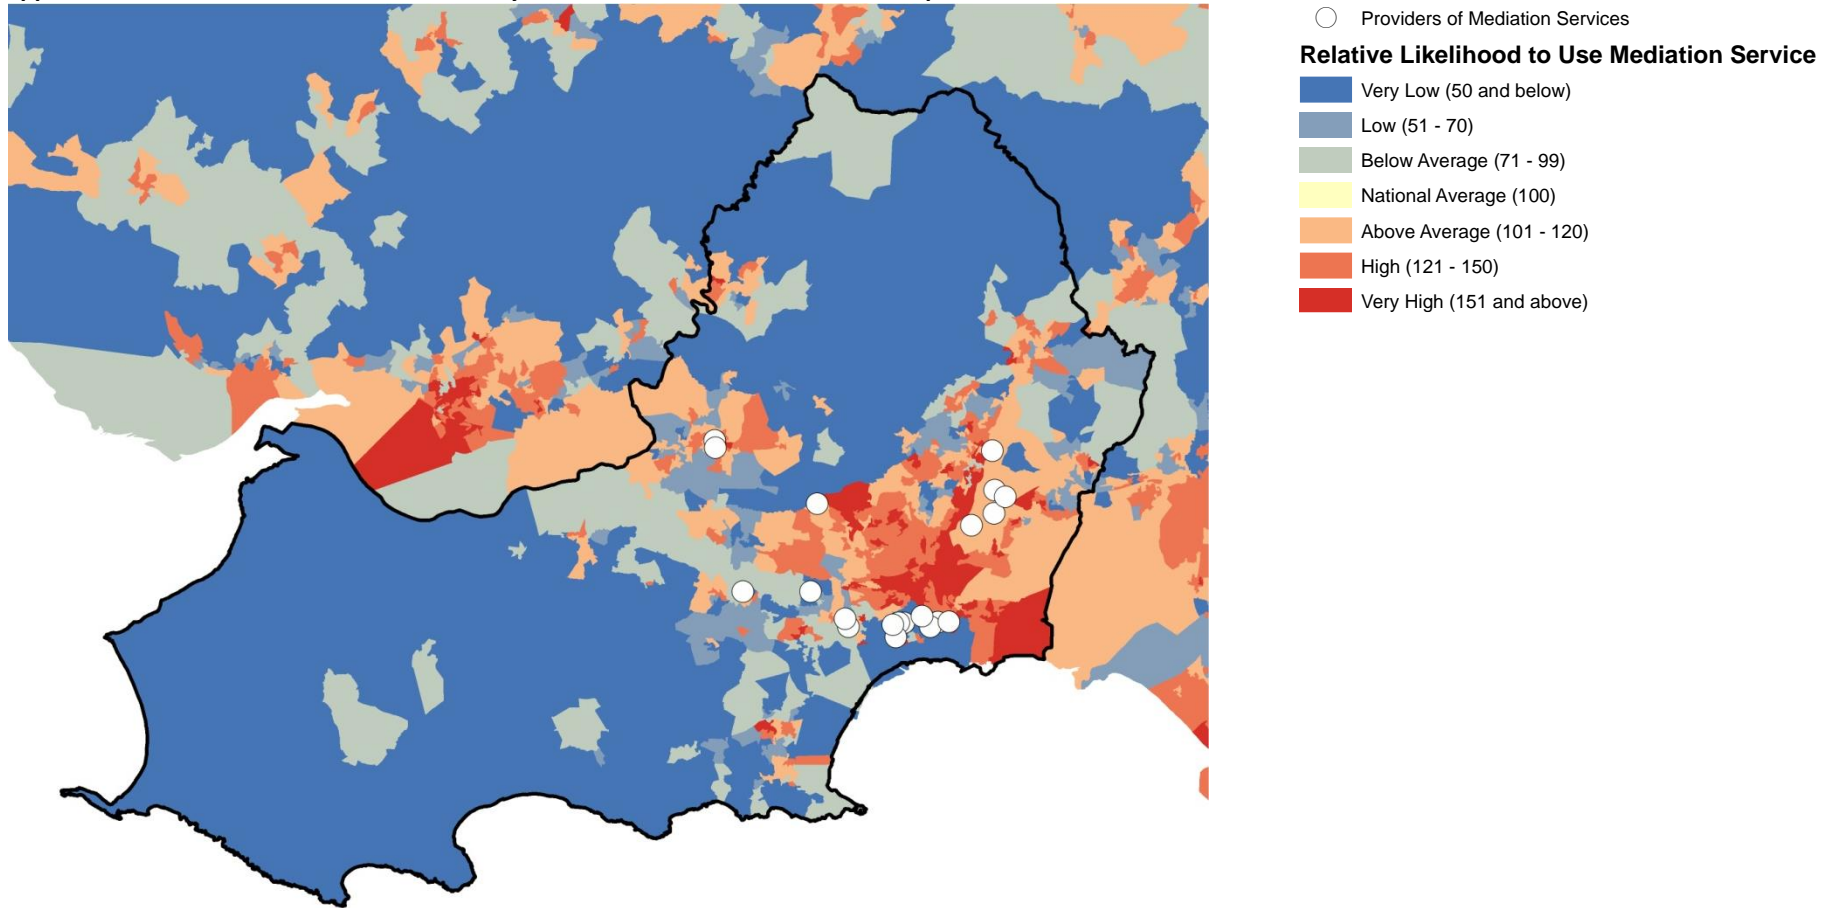 Providers of Mediation Services
Relative Likelihood to Use Mediation Service
Very Low (50 and below)
Low (51 - 70)
Below Average (71 - 99)
National Average (100)
Above Average (101 - 120)
High (121 - 150)
Very High (151 and above)